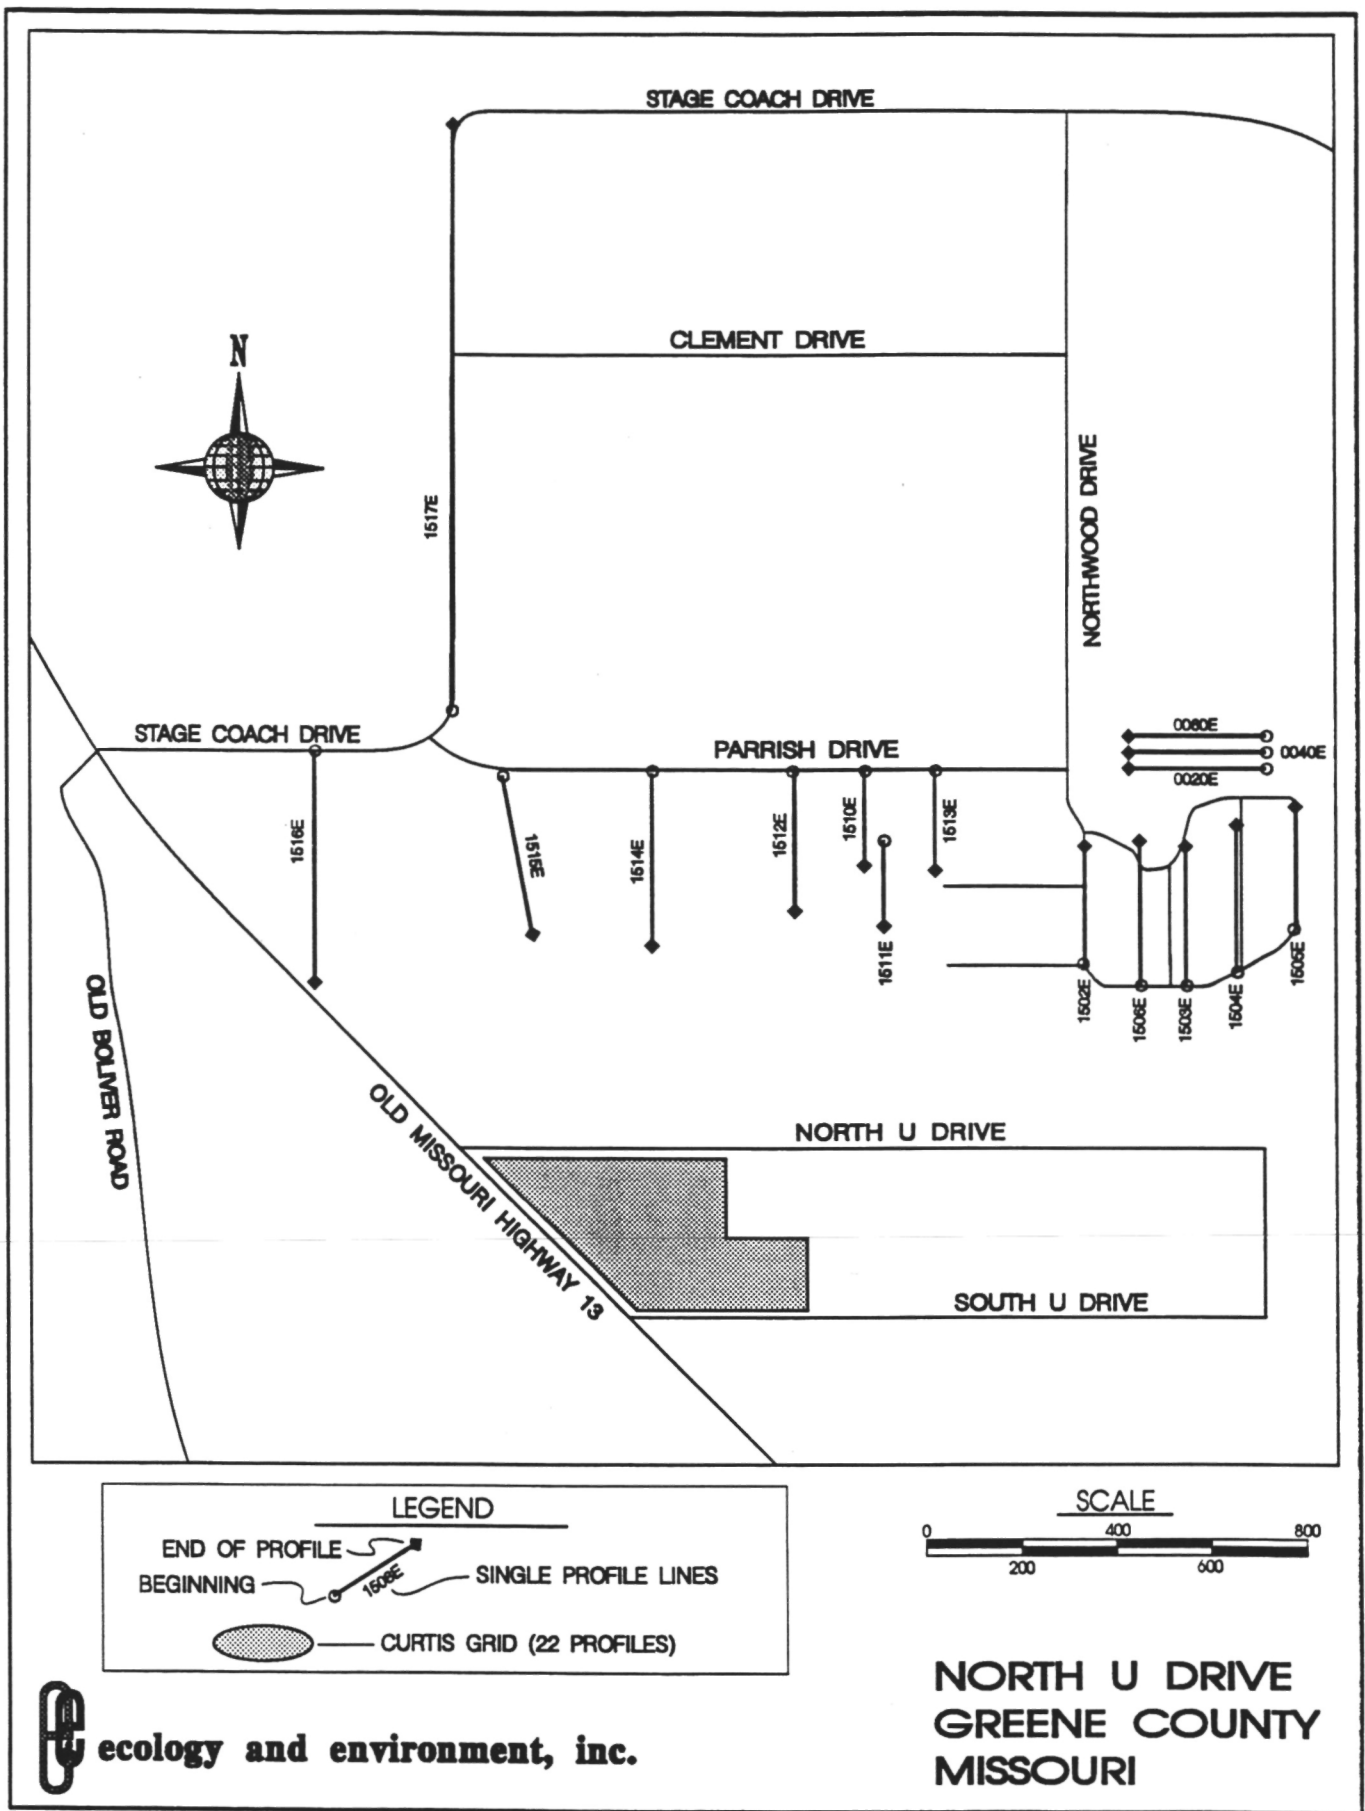 STAGE COACH DRIVE
CLEMENT DRIVE
N
NORTHWOOD DRIVE
1517E
STAGE COACH DRIVE
PARRISH DRIVE
0060E
0040E
0020E
1516E
1515E
1514E
1512E
1510E
1513E
1511E
1502E
1506E
1503E
1504E
1505E
OLD BOLIVER ROAD
OLD MISSOURI HIGHWAY 13
NORTH U DRIVE
SOUTH U DRIVE
LEGEND
END OF PROFILE
BEGINNING
1508E
SINGLE PROFILE LINES
CURTIS GRID (22 PROFILES)
SCALE
0 400 800
200 600
ecology and environment, inc.
NORTH U DRIVE
GREENE COUNTY
MISSOURI